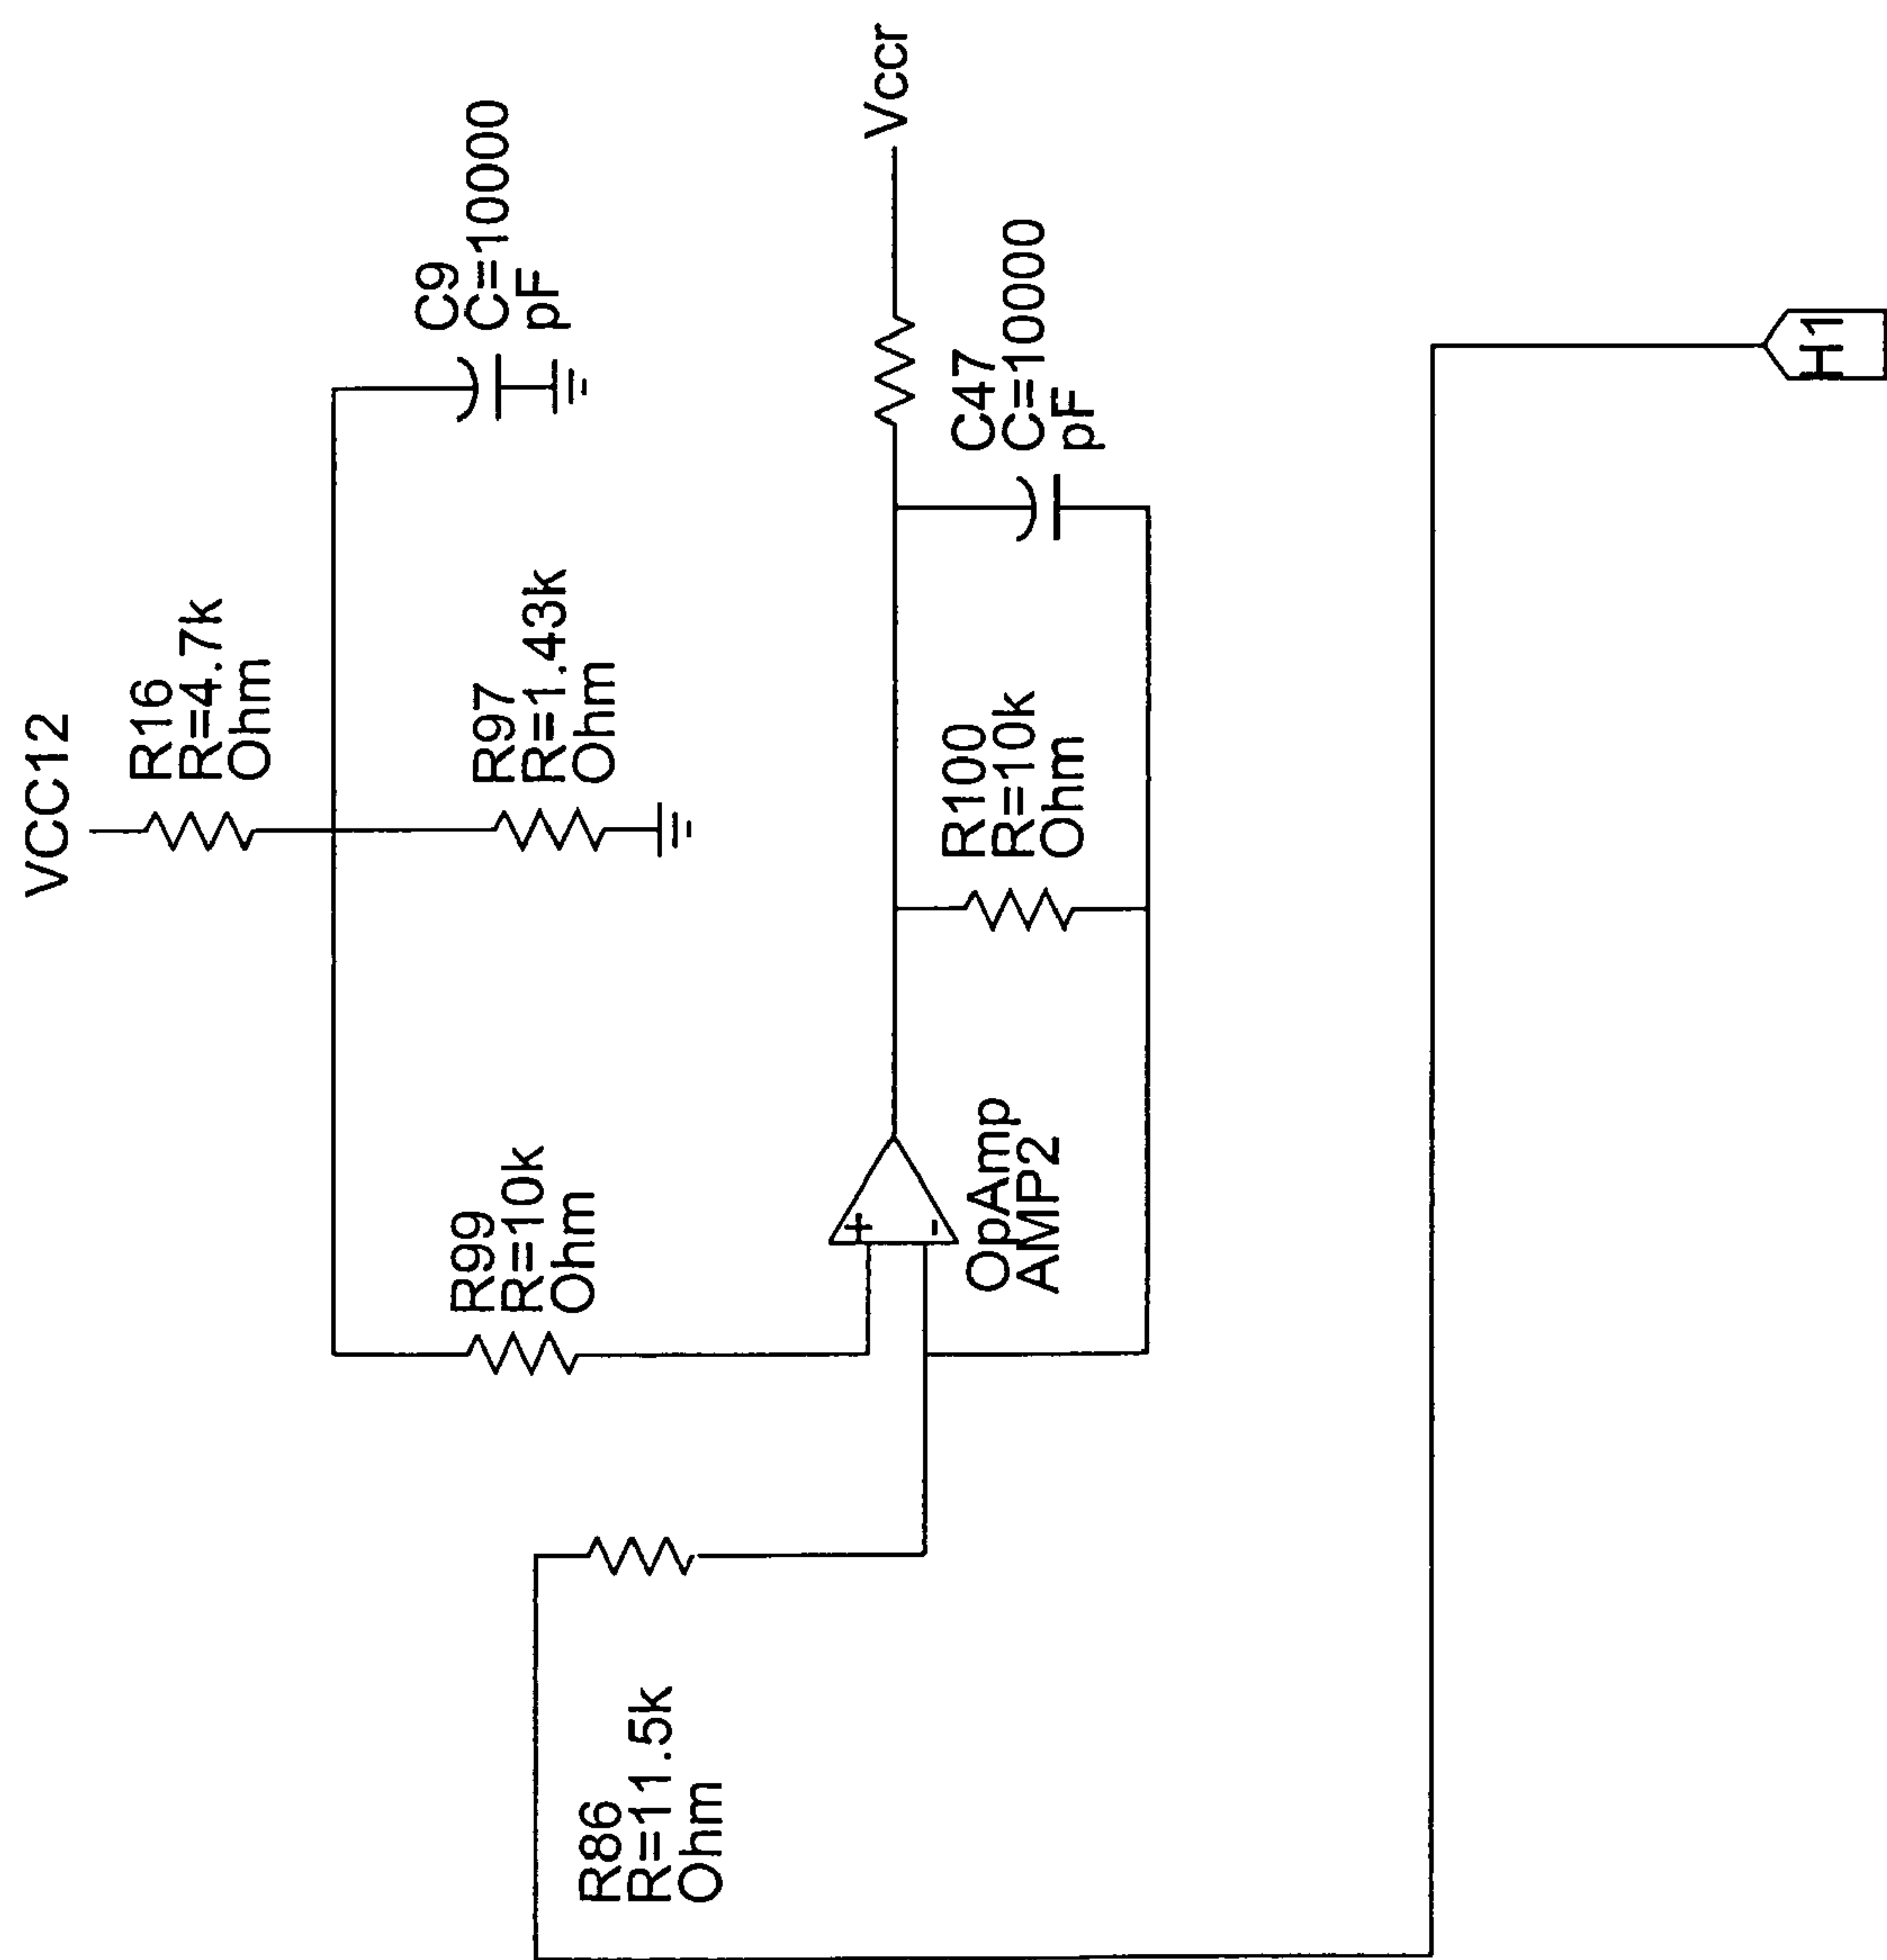 VCC12
R16
R=4.7k
Ohm
C9
C=10000
pF
R97
R=1.43k
Ohm
R99
R=10k
Ohm
Vccr
+
-
OpAmp
AMP2
R100
R=10k
Ohm
C47
C=10000
pF
R86
R=11.5k
Ohm
H1